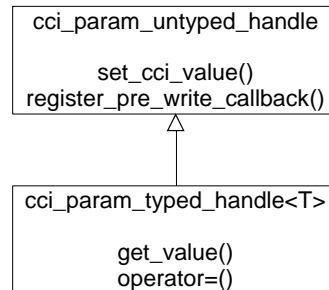 cci_param_untyped_handle
set_cci_value()
register_pre_write_callback()
cci_param_typed_handle<T>
get_value()
operator=()